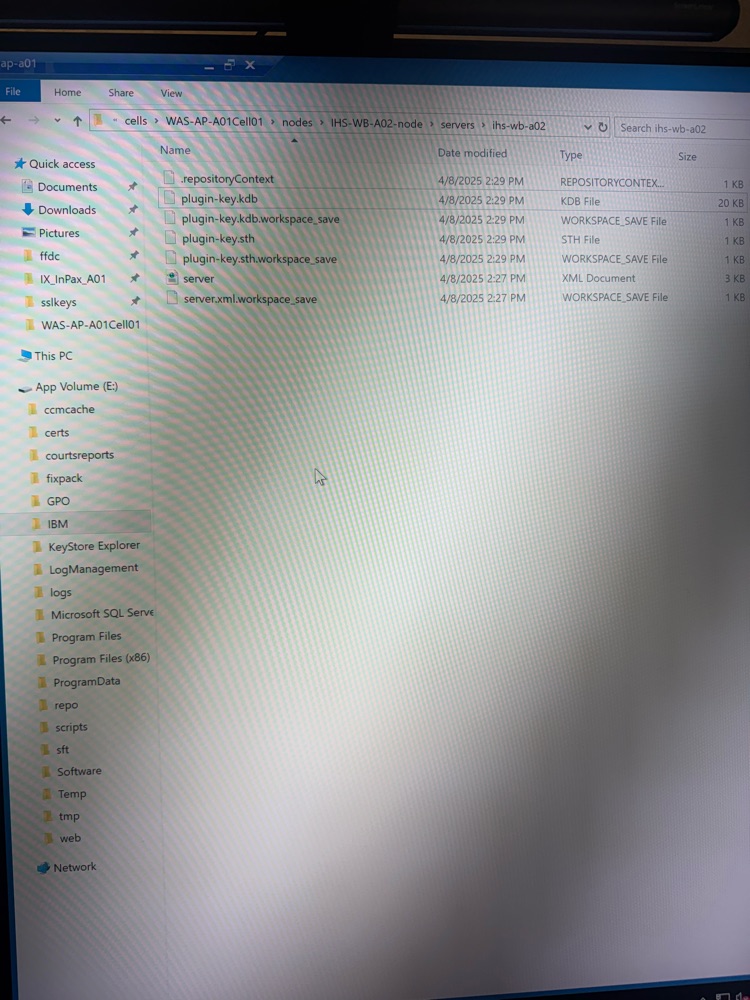 ap-a01
File Home Share View
cells › WAS-AP-A01Cell01 › nodes › IHS-WB-A02-node › servers › ihs-wb-a02 Search ihs-wb-a02
Name Date modified Type Size
.repositoryContext 4/8/2025 2:29 PM REPOSITORYCONTEX... 1 KB
plugin-key.kdb 4/8/2025 2:29 PM KDB File 20 KB
plugin-key.kdb.workspace_save 4/8/2025 2:29 PM WORKSPACE_SAVE File 1 KB
plugin-key.sth 4/8/2025 2:29 PM STH File 1 KB
plugin-key.sth.workspace_save 4/8/2025 2:29 PM WORKSPACE_SAVE File 1 KB
server 4/8/2025 2:27 PM XML Document 3 KB
server.xml.workspace_save 4/8/2025 2:27 PM WORKSPACE_SAVE File 1 KB
Quick access
Documents
Downloads
Pictures
ffdc
IX_InPax_A01
sslkeys
WAS-AP-A01Cell01
This PC
App Volume (E:)
ccmcache
certs
courtsreports
fixpack
GPO
IBM
KeyStore Explorer
LogManagement
logs
Microsoft SQL Serve
Program Files
Program Files (x86)
ProgramData
repo
scripts
sft
Software
Temp
tmp
web
Network